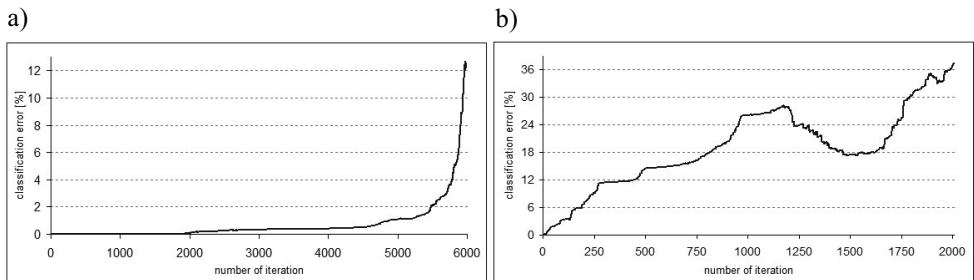 a)
classification error [%]
12
10
8
6
4
2
0
0 1000 2000 3000 4000 5000 6000
number of iteration
b)
classification error [%]
36
30
24
18
12
6
0
0 250 500 750 1000 1250 1500 1750 2000
number of iteration